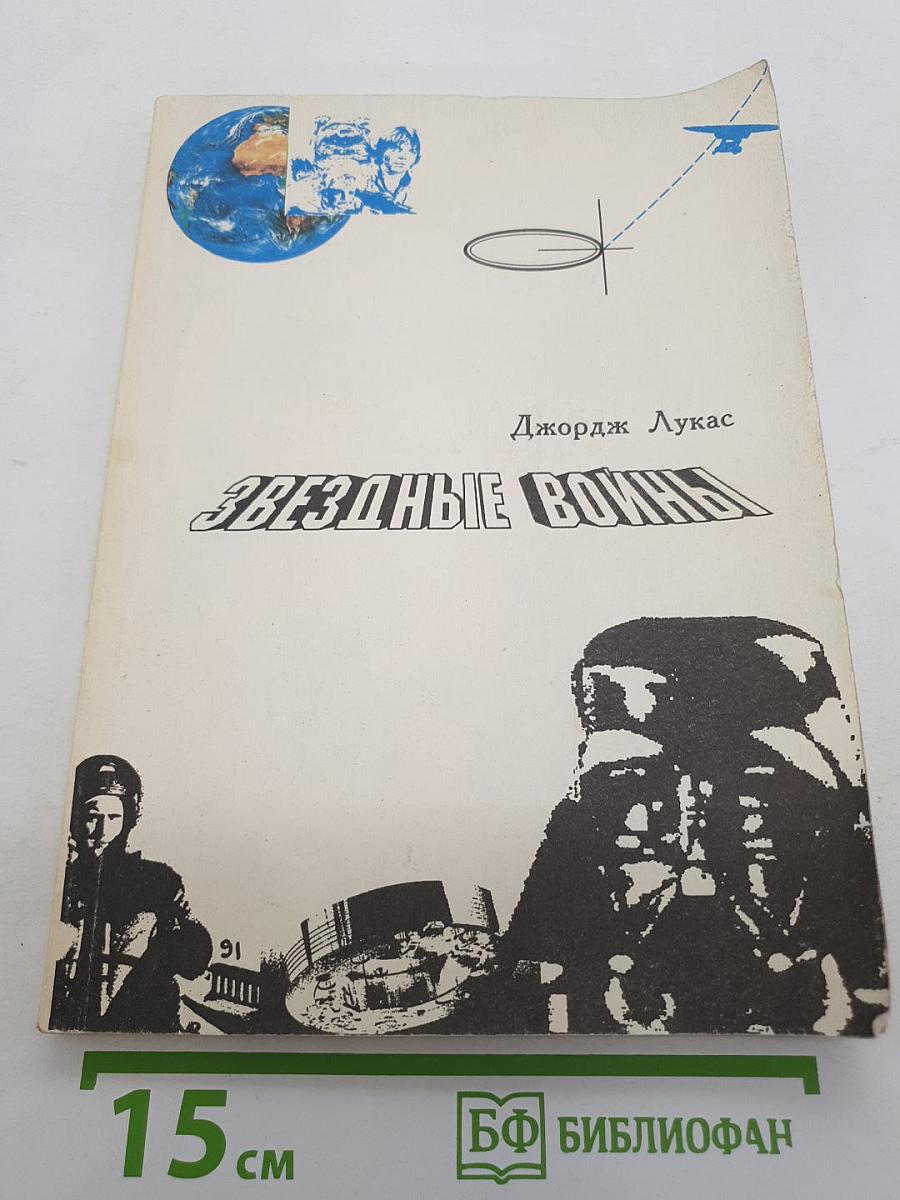 Джордж Лукас
ЗВЕЗДНЫЕ ВОЙНЫ
91
15 см
БФ БИБЛИОФАН